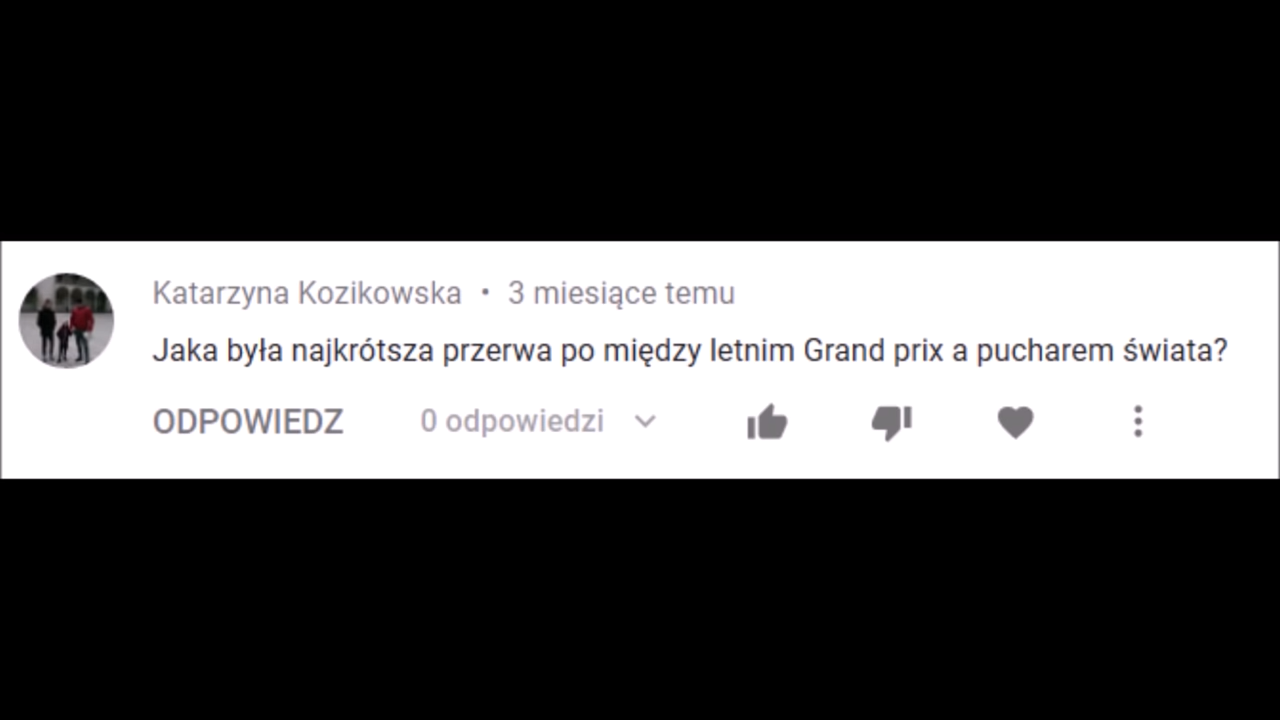 Katarzyna Kozikowska • 3 miesiące temu
Jaka była najkrótsza przerwa po między letnim Grand prix a pucharem świata?
ODPOWIEDZ 0 odpowiedzi